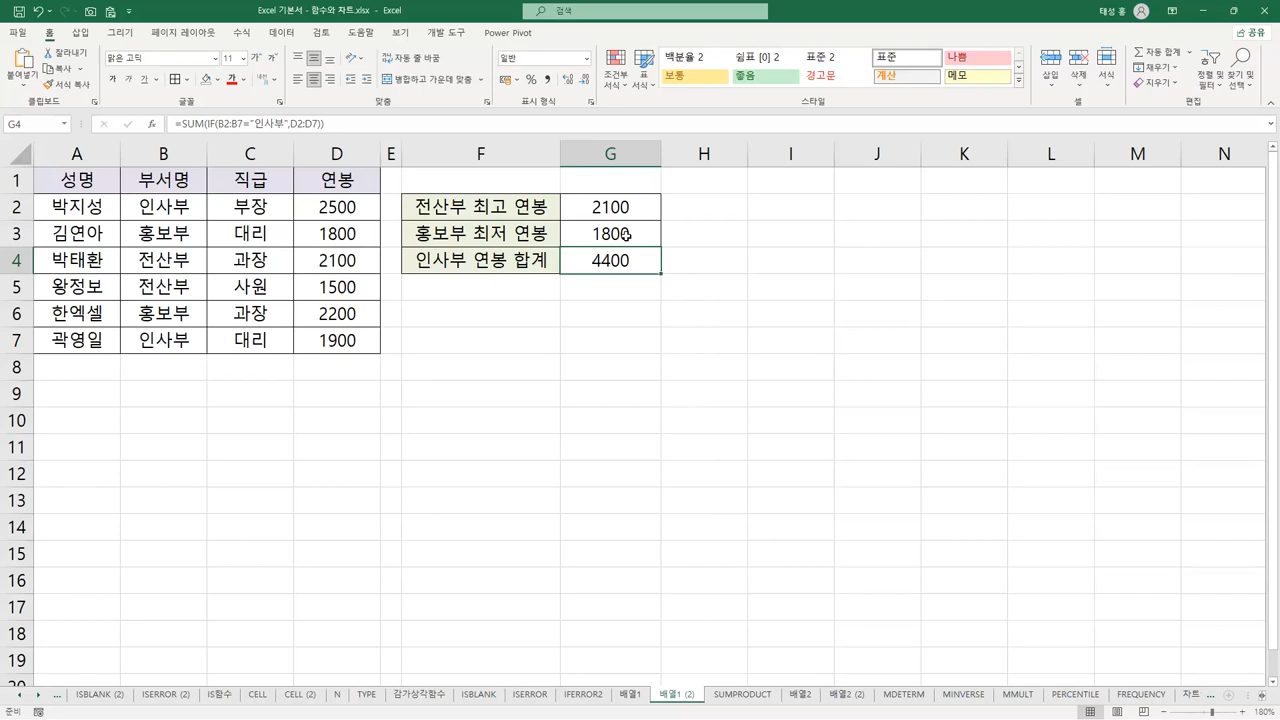 Excel 기본서 - 함수와 차트.xlsx - Excel
검색
태성 홍
파일 홈 삽입 그리기 페이지 레이아웃 수식 데이터 검토 도움말 보기 개발 도구 Power Pivot 공유
붙여넣기
잘라내기
복사
서식 복사
클립보드
맑은 고딕 11
가 가 가 가 가
글꼴
자동 줄 바꿈
병합하고 가운데 맞춤
맞춤
일반
표시 형식
조건부 서식
표 서식
백분율 2 쉼표 [0] 2 표준 2 표준 나쁨
보통 좋음 경고문 계산 메모
스타일
삽입 삭제 서식
셀
자동 합계
채우기
지우기
정렬 및 필터
찾기 및 선택
편집
G4 fx =SUM(IF(B2:B7="인사부",D2:D7))
A B C D E F G H I J K L M N
1 성명 부서명 직급 연봉
2 박지성 인사부 부장 2500 전산부 최고 연봉 2100
3 김연아 홍보부 대리 1800 홍보부 최저 연봉 1800
4 박태환 전산부 과장 2100 인사부 연봉 합계 4400
5 왕정보 전산부 사원 1500
6 한엑셀 홍보부 과장 2200
7 곽영일 인사부 대리 1900
8
9
10
11
12
13
14
15
16
17
18
19
... ISBLANK (2) ISERROR (2) IS함수 CELL CELL (2) N TYPE 감가상각함수 ISBLANK ISERROR IFERROR2 배열1 배열1 (2) SUMPRODUCT 배열2 배열2 (2) MDETERM MINVERSE MMULT PERCENTILE FREQUENCY 차트 ...
준비 180%